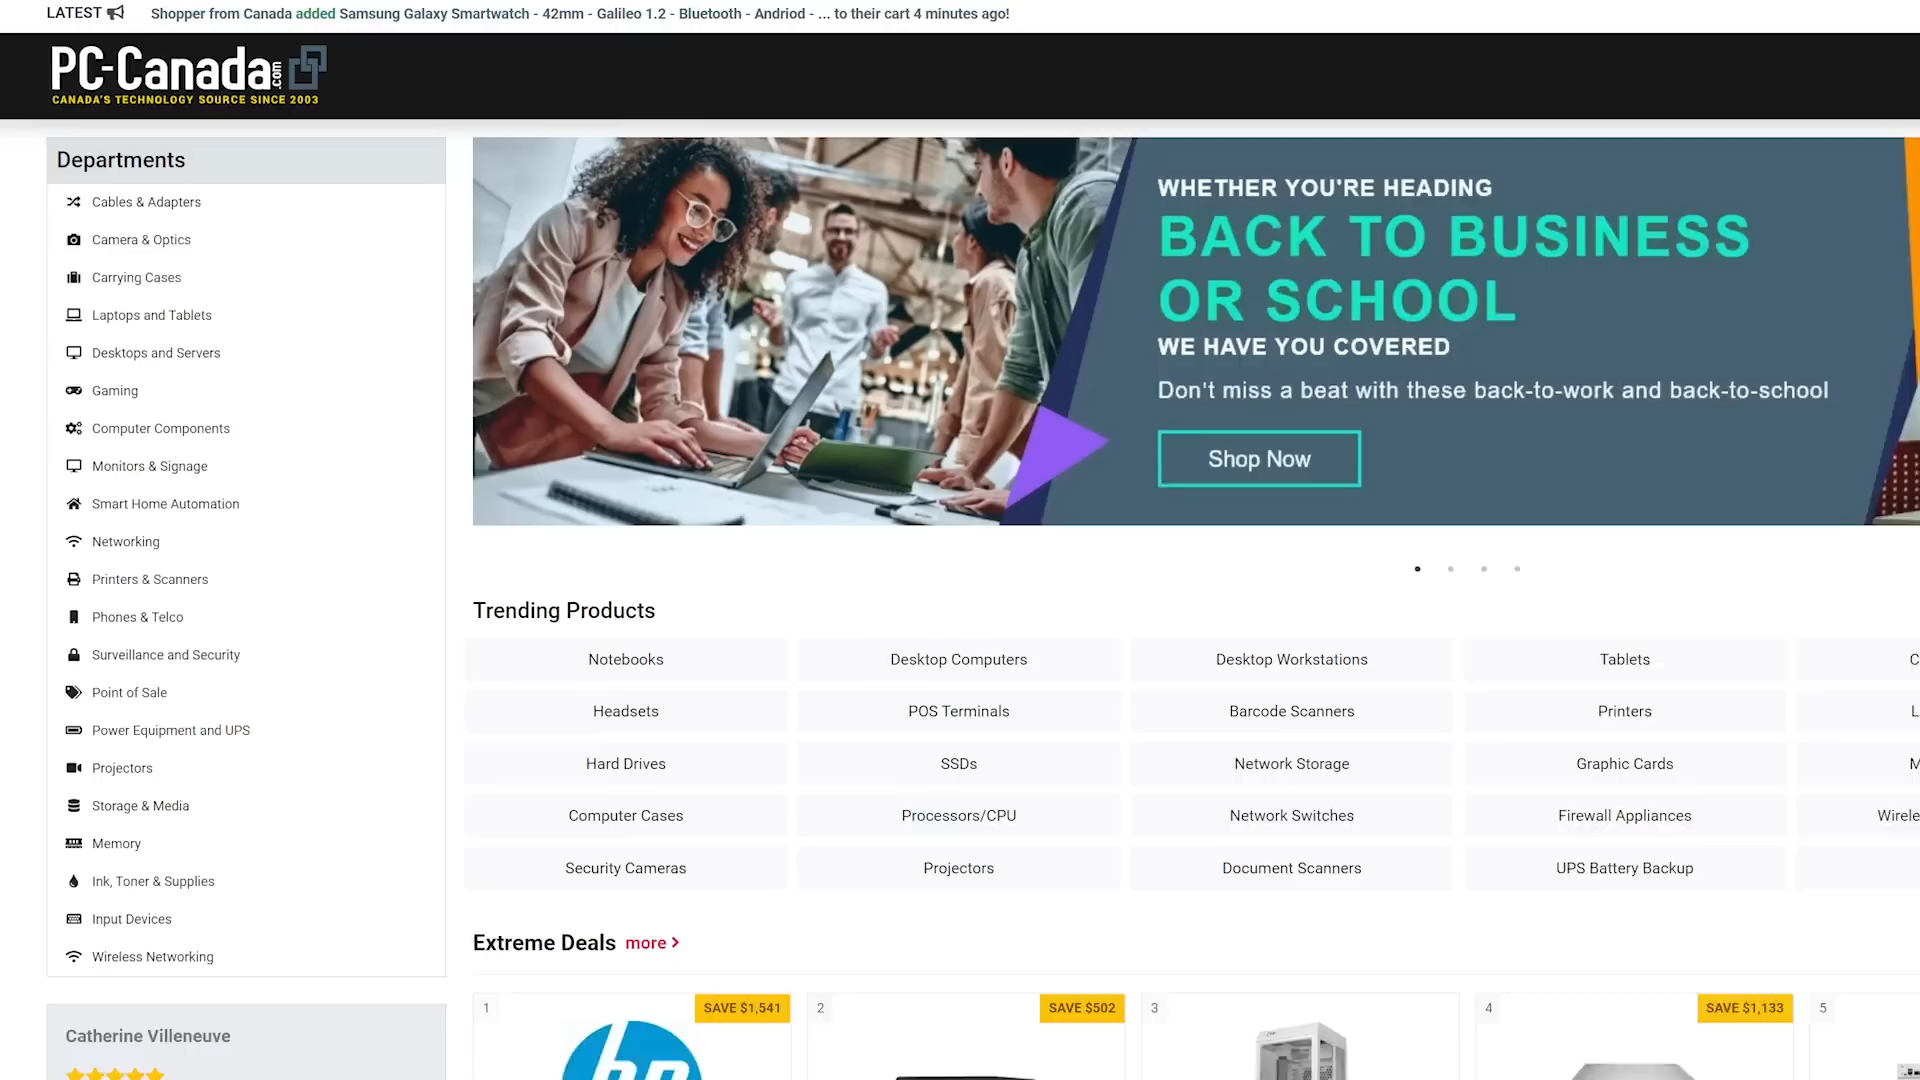 LATEST
Shopper from Canada added Samsung Galaxy Smartwatch - 42mm - Galileo 1.2 - Bluetooth - Andriod - ... to their cart 4 minutes ago!
PC-Canada.com
CANADA'S TECHNOLOGY SOURCE SINCE 2003
Departments
Cables & Adapters
Camera & Optics
Carrying Cases
Laptops and Tablets
Desktops and Servers
Gaming
Computer Components
Monitors & Signage
Smart Home Automation
Networking
Printers & Scanners
Phones & Telco
Surveillance and Security
Point of Sale
Power Equipment and UPS
Projectors
Storage & Media
Memory
Ink, Toner & Supplies
Input Devices
Wireless Networking
Catherine Villeneuve
WHETHER YOU'RE HEADING
BACK TO BUSINESS
OR SCHOOL
WE HAVE YOU COVERED
Don't miss a beat with these back-to-work and back-to-school
Shop Now
Trending Products
Notebooks Desktop Computers Desktop Workstations Tablets
Headsets POS Terminals Barcode Scanners Printers
Hard Drives SSDs Network Storage Graphic Cards
Computer Cases Processors/CPU Network Switches Firewall Appliances
Security Cameras Projectors Document Scanners UPS Battery Backup
Extreme Deals more
1 SAVE $1,541 2 SAVE $502 3 4 SAVE $1,133 5
hp